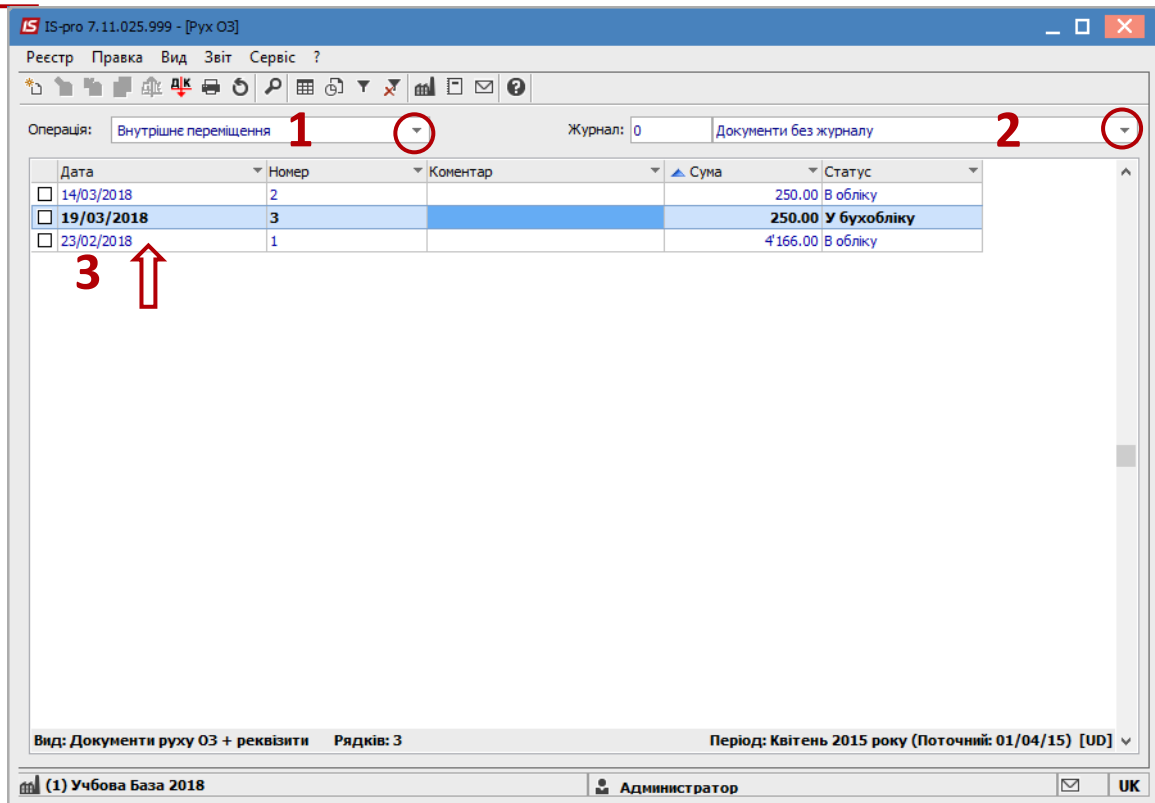 IS-pro 7.11.025.999 - [Рух ОЗ]
Реєстр Правка Вид Звіт Сервіс ?
Операція: Внутрішнє переміщення 1 Журнал: 0 Документи без журналу 2
Дата Номер Коментар Сума Статус
14/03/2018 2 250.00 В обліку
19/03/2018 3 250.00 У бухобліку
23/02/2018 1 4'166.00 В обліку
3
Вид: Документи руху ОЗ + реквізити Рядків: 3 Період: Квітень 2015 року (Поточний: 01/04/15) [UD]
(1) Учбова База 2018 Администратор UK